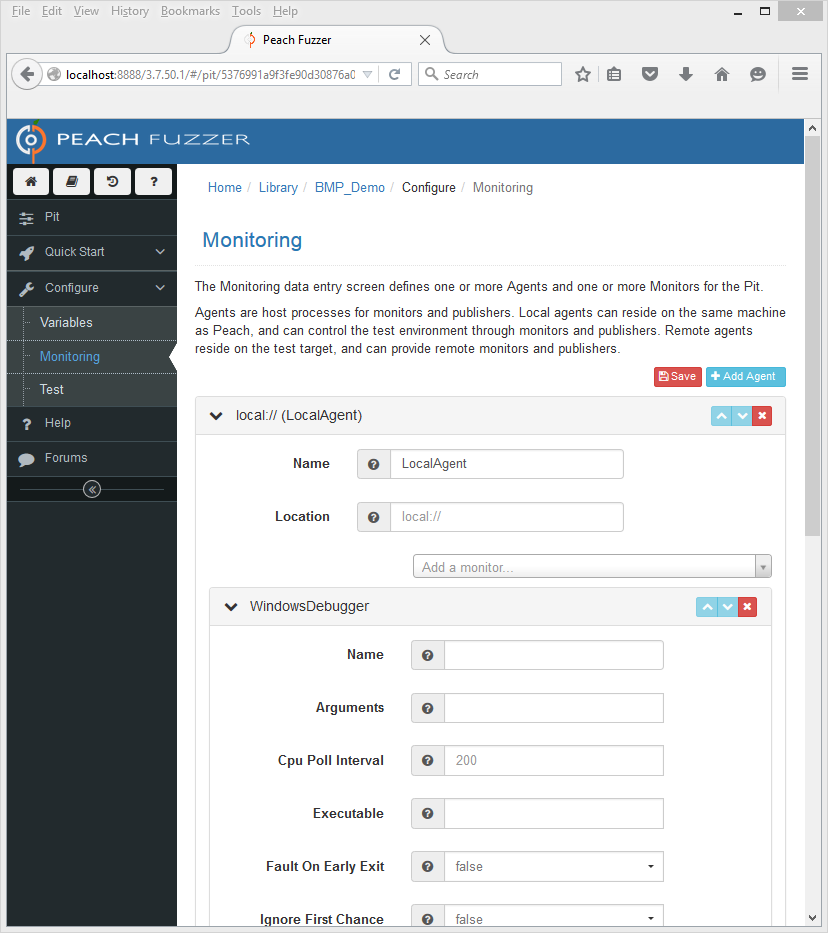 File Edit View History Bookmarks Tools Help
Peach Fuzzer
localhost:8888/3.7.50.1/#/pit/5376991a9f3fe90d30876a0
Search
PEACH FUZZER
Pit
Quick Start
Configure
Variables
Monitoring
Test
Help
Forums
Home / Library / BMP_Demo / Configure / Monitoring
Monitoring
The Monitoring data entry screen defines one or more Agents and one or more Monitors for the Pit.
Agents are host processes for monitors and publishers. Local agents can reside on the same machine
as Peach, and can control the test environment through monitors and publishers. Remote agents
reside on the test target, and can provide remote monitors and publishers.
Save + Add Agent
local:// (LocalAgent)
Name ? LocalAgent
Location ? local://
Add a monitor...
WindowsDebugger
Name ?
Arguments ?
Cpu Poll Interval ? 200
Executable ?
Fault On Early Exit ? false
Ignore First Chance ? false